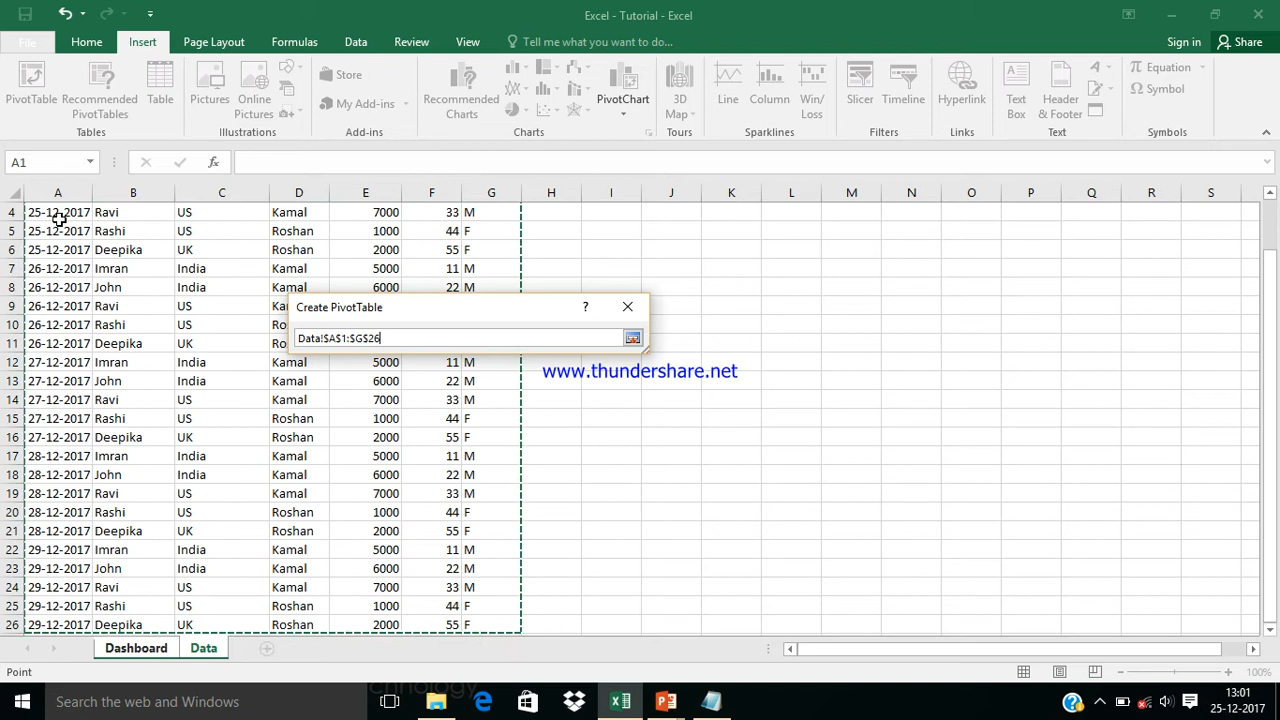 Excel - Tutorial - Excel
File Home Insert Page Layout Formulas Data Review View Tell me what you want to do... Sign in Share
PivotTable Recommended PivotTables Table Pictures Online Pictures Store My Add-ins Recommended Charts PivotChart 3D Map Line Column Win/Loss Slicer Timeline Hyperlink Text Box Header & Footer Equation Symbol
Tables Illustrations Add-ins Charts Tours Sparklines Filters Links Text Symbols
A1 fx
A B C D E F G H I J K L M N O P Q R S
4 25-12-2017 Ravi US Kamal 7000 33 M
5 25-12-2017 Rashi US Roshan 1000 44 F
6 25-12-2017 Deepika UK Roshan 2000 55 F
7 26-12-2017 Imran India Kamal 5000 11 M
8 26-12-2017 John India Kamal 6000 22 M
9 26-12-2017 Ravi US Ka
10 26-12-2017 Rashi US Ro
11 26-12-2017 Deepika UK Ro
Create PivotTable ?
Data!$A$1:$G$26
12 27-12-2017 Imran India Kamal 5000 11 M
www.thundershare.net
13 27-12-2017 John India Kamal 6000 22 M
14 27-12-2017 Ravi US Kamal 7000 33 M
15 27-12-2017 Rashi US Roshan 1000 44 F
16 27-12-2017 Deepika UK Roshan 2000 55 F
17 28-12-2017 Imran India Kamal 5000 11 M
18 28-12-2017 John India Kamal 6000 22 M
19 28-12-2017 Ravi US Kamal 7000 33 M
20 28-12-2017 Rashi US Roshan 1000 44 F
21 28-12-2017 Deepika UK Roshan 2000 55 F
22 29-12-2017 Imran India Kamal 5000 11 M
23 29-12-2017 John India Kamal 6000 22 M
24 29-12-2017 Ravi US Kamal 7000 33 M
25 29-12-2017 Rashi US Roshan 1000 44 F
26 29-12-2017 Deepika UK Roshan 2000 55 F
Dashboard Data
Point 100%
Search the Web and Windows 13:01
25-12-2017